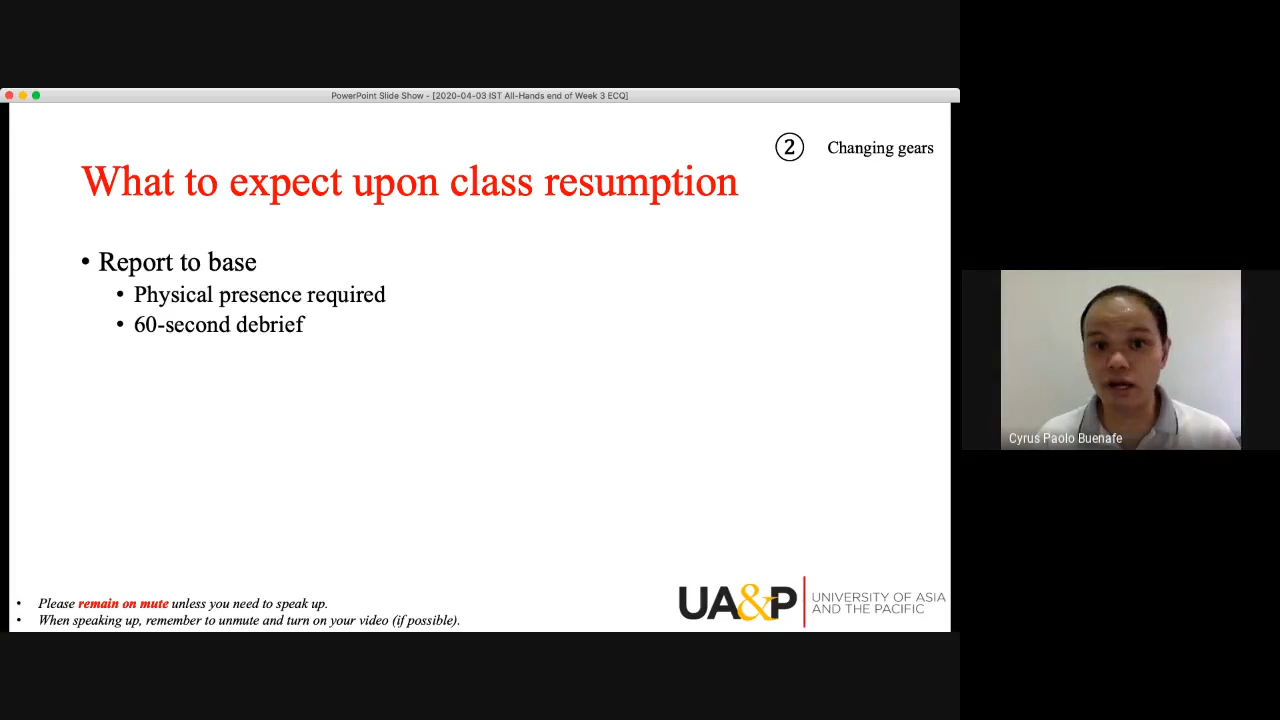 PowerPoint Slide Show - [2020-04-03 IST All-Hands end of Week 3 ECQ]
2 Changing gears
What to expect upon class resumption
• Report to base
• Physical presence required
• 60-second debrief
Cyrus Paolo Buenafe
• Please remain on mute unless you need to speak up.
• When speaking up, remember to unmute and turn on your video (if possible).
UA&P
UNIVERSITY OF ASIA
AND THE PACIFIC